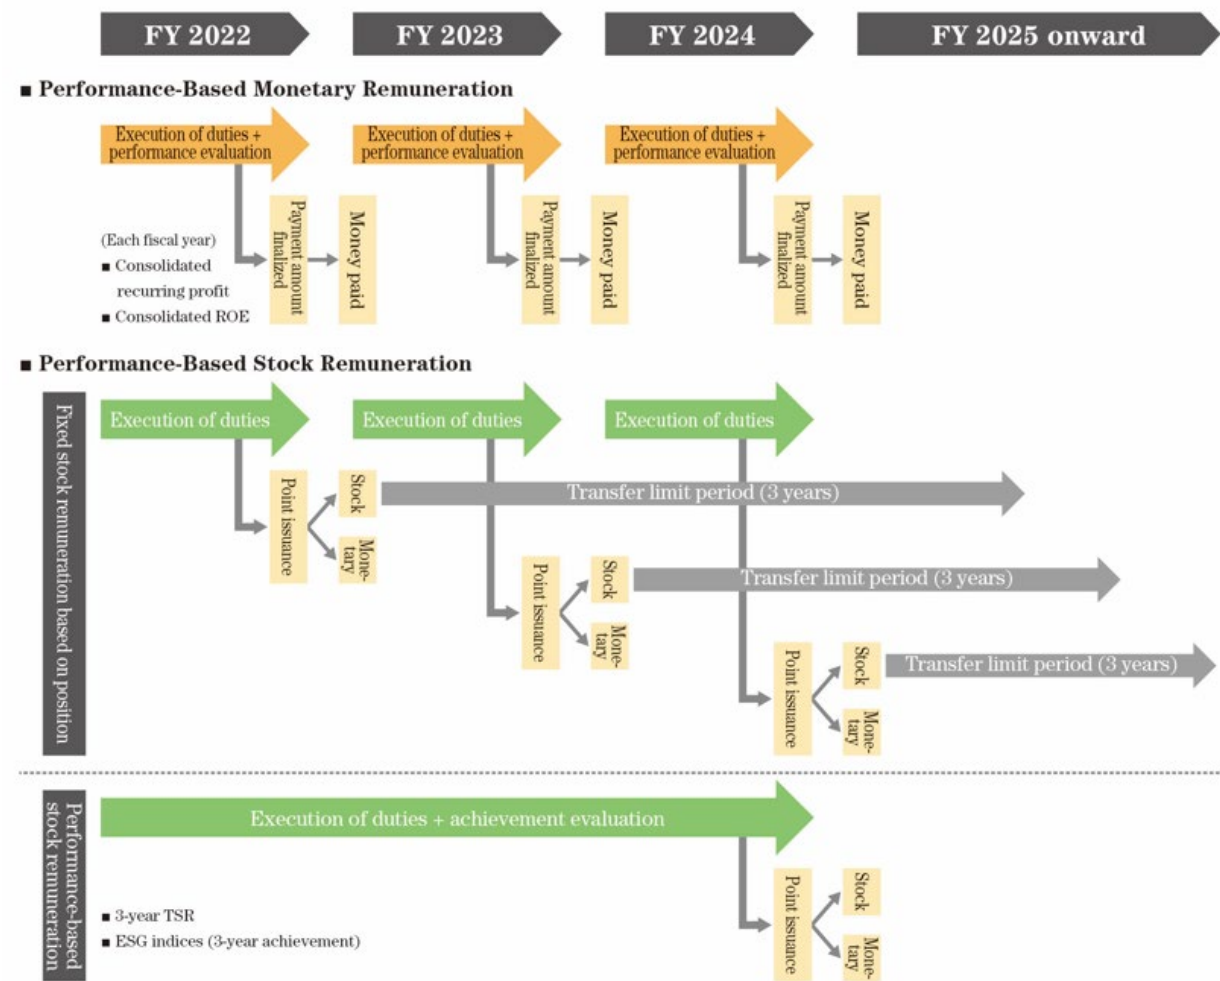 FY 2022
FY 2023
FY 2024
FY 2025 onward
■ Performance-Based Monetary Remuneration
Execution of duties +
performance evaluation
Execution of duties +
performance evaluation
Execution of duties +
performance evaluation
(Each fiscal year)
■ Consolidated
recurring profit
■ Consolidated ROE
Payment amount
finalized
Money paid
Payment amount
finalized
Money paid
Payment amount
finalized
Money paid
■ Performance-Based Stock Remuneration
Fixed stock remuneration based on position
Execution of duties
Execution of duties
Execution of duties
Point issuance
Stock
Mone-
tary
Transfer limit period (3 years)
Point issuance
Stock
Mone-
tary
Transfer limit period (3 years)
Point issuance
Stock
Mone-
tary
Transfer limit period (3 years)
Performance-based
stock remuneration
Execution of duties + achievement evaluation
■ 3-year TSR
■ ESG indices (3-year achievement)
Point issuance
Stock
Mone-
tary